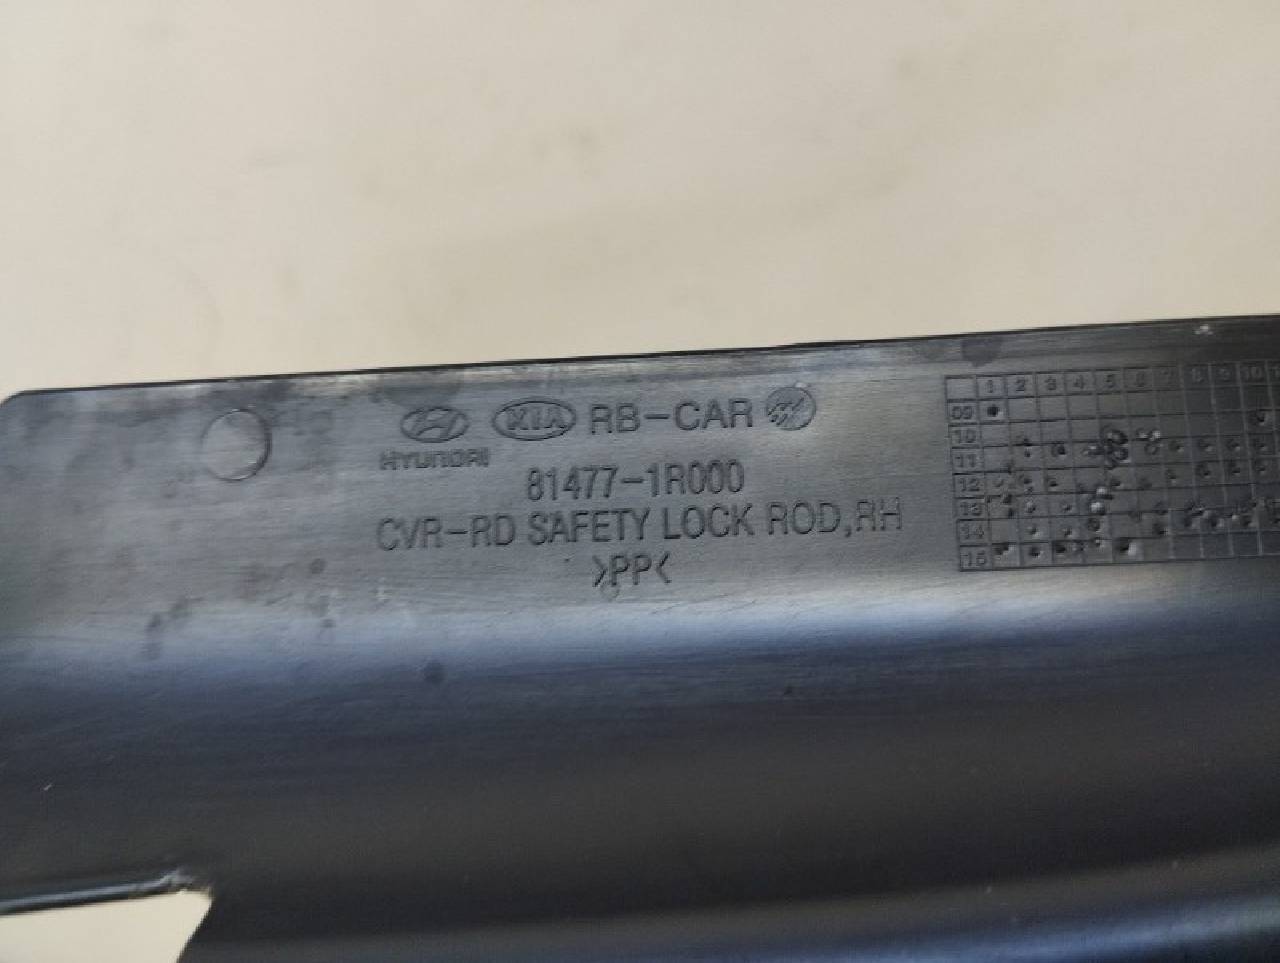 HYUNDAI KIA RB-CAR
81477-1R000
CVR-RD SAFETY LOCK ROD,RH
>PP<
1 2 3 4 5 6 7 8 9 10
09
10
11
12
13
14
15